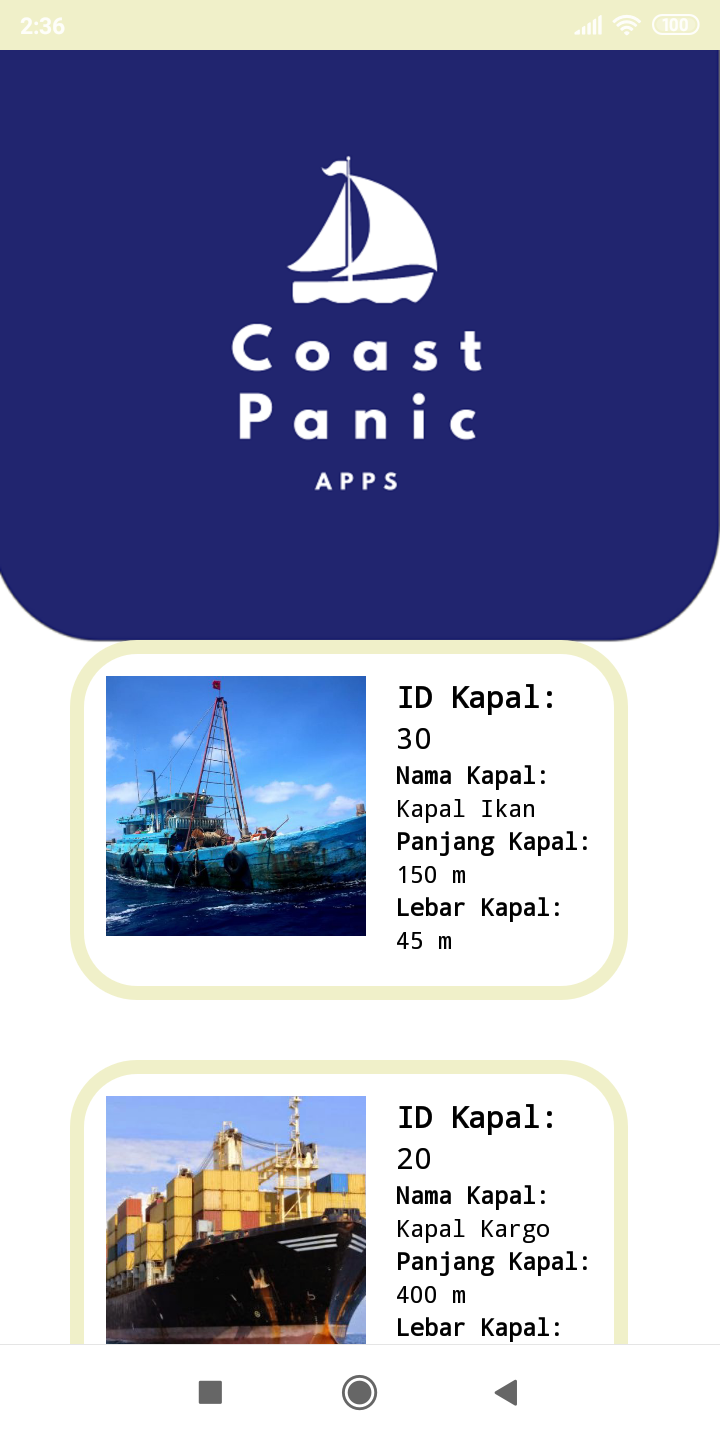 2:36
100
Coast
Panic
APPS
ID Kapal:
30
Nama Kapal:
Kapal Ikan
Panjang Kapal:
150 m
Lebar Kapal:
45 m
ID Kapal:
20
Nama Kapal:
Kapal Kargo
Panjang Kapal:
400 m
Lebar Kapal: